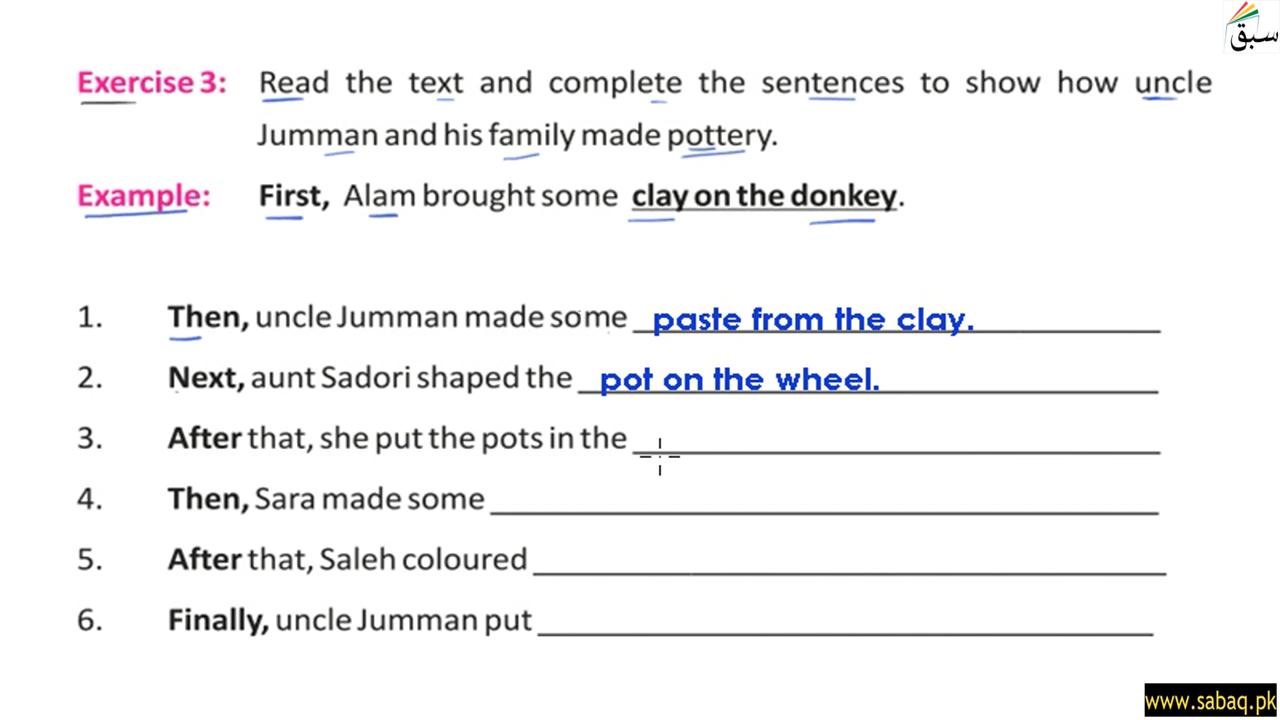 سبق
Exercise 3: Read the text and complete the sentences to show how uncle
Jumman and his family made pottery.
Example: First, Alam brought some clay on the donkey.
1. Then, uncle Jumman made some paste from the clay.
2. Next, aunt Sadori shaped the pot on the wheel.
3. After that, she put the pots in the
4. Then, Sara made some
5. After that, Saleh coloured
6. Finally, uncle Jumman put
www.sabaq.pk